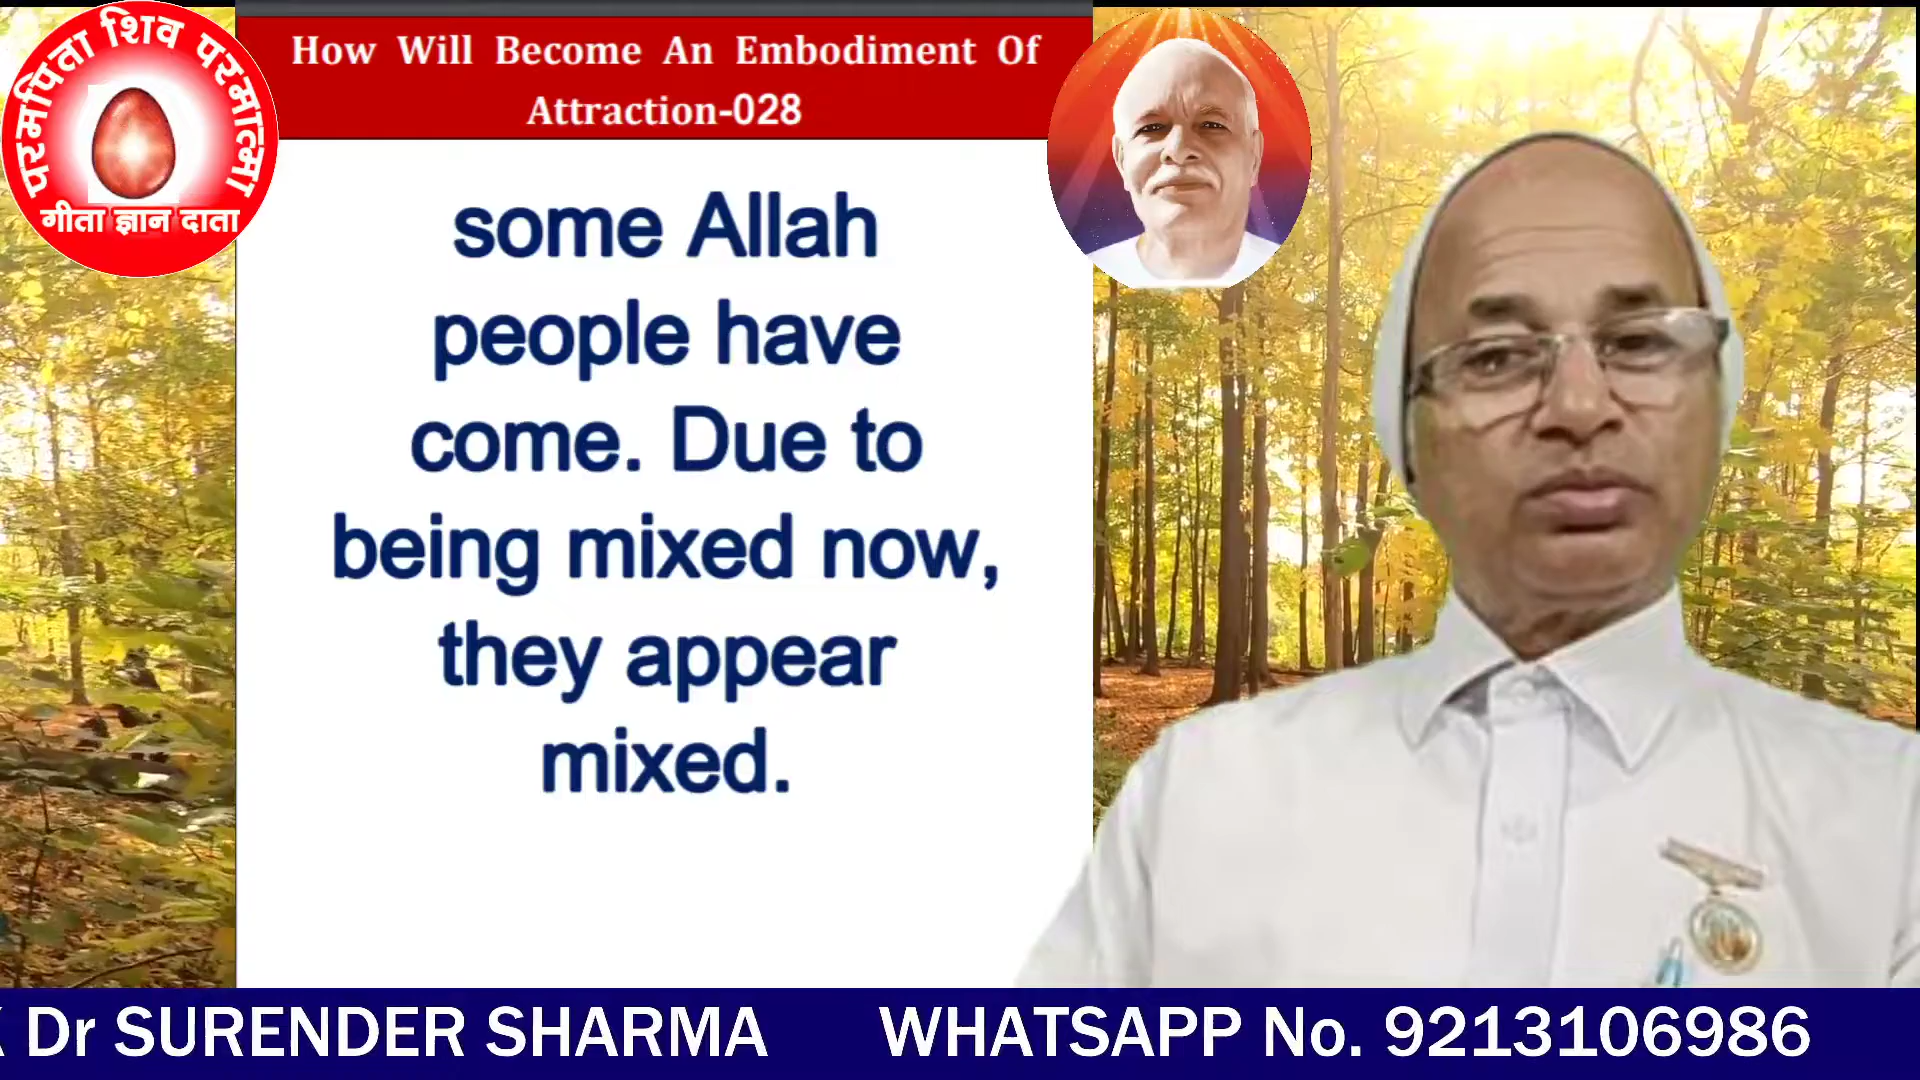 परमपिता शिव परमात्मा
गीता ज्ञान दाता
How Will Become An Embodiment Of
Attraction-028
some Allah
people have
come. Due to
being mixed now,
they appear
mixed.
Dr SURENDER SHARMA WHATSAPP No. 9213106986